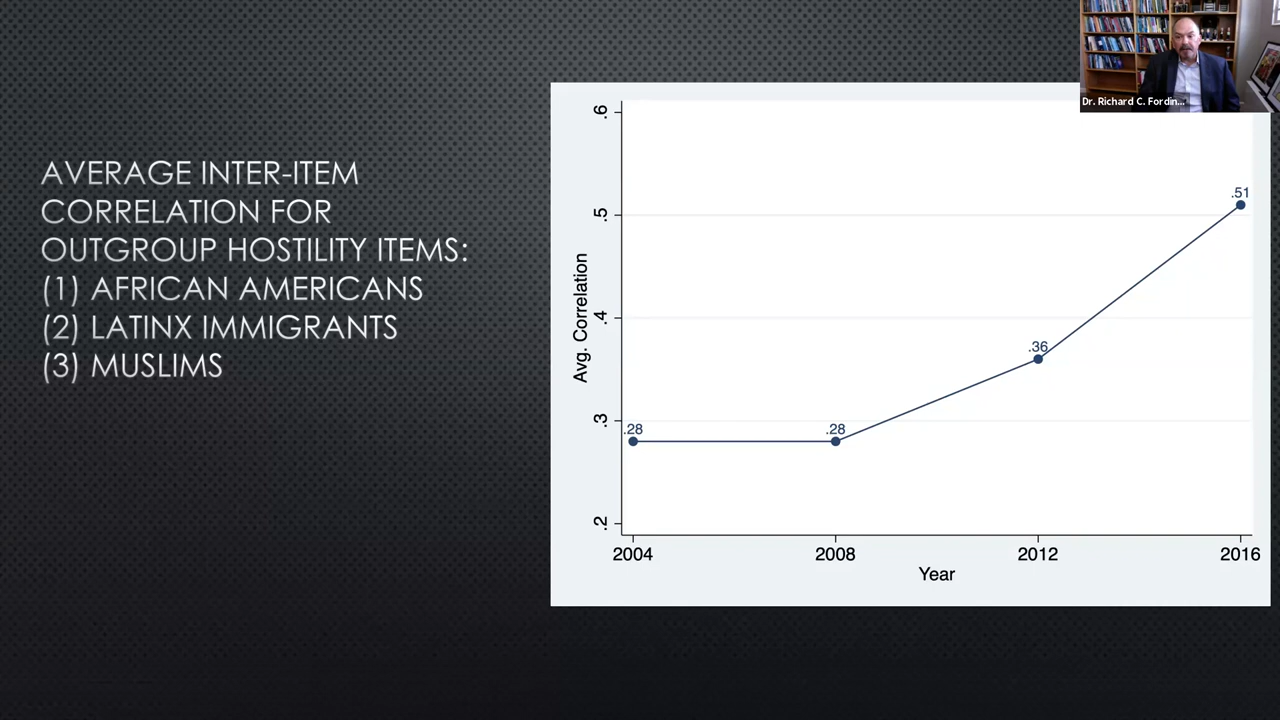 AVERAGE INTER-ITEM
CORRELATION FOR
OUTGROUP HOSTILITY ITEMS:
(1) AFRICAN AMERICANS
(2) LATINX IMMIGRANTS
(3) MUSLIMS
Dr. Richard C. Fordin...
.6
.5
.4
.3
.2
Avg. Correlation
.28
.28
.36
.51
2004
2008
2012
2016
Year